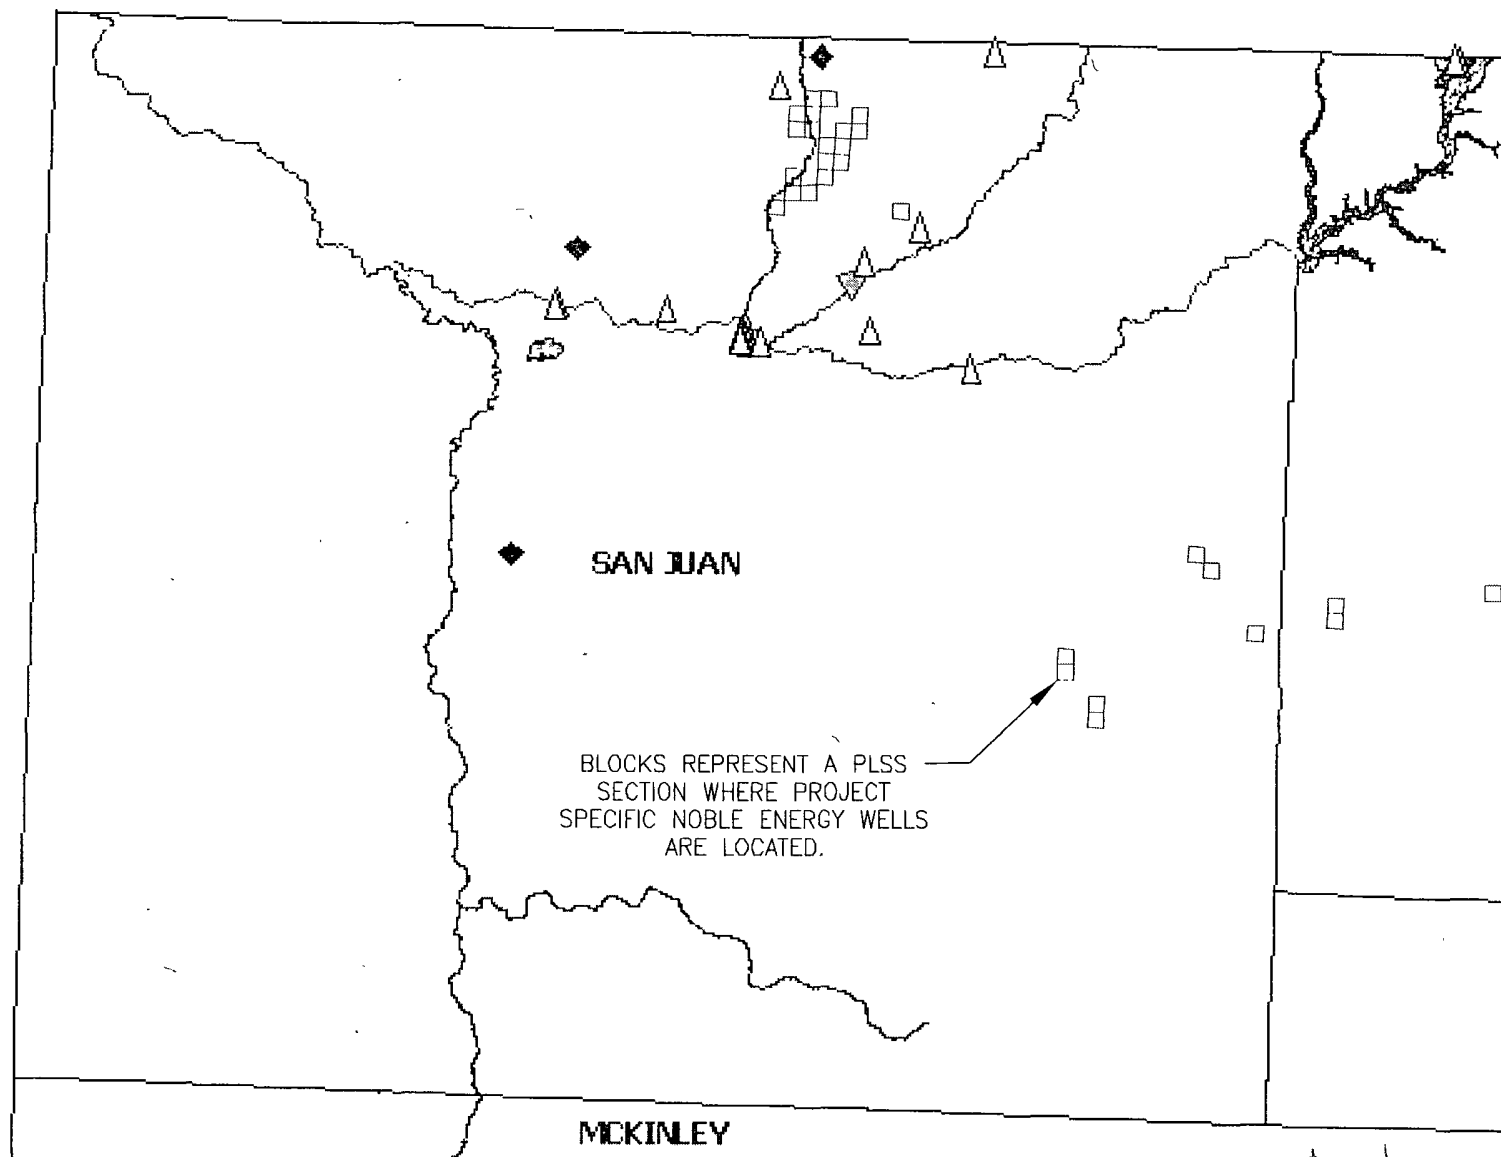 SAN JUAN
BLOCKS REPRESENT A PLSS
SECTION WHERE PROJECT
SPECIFIC NOBLE ENERGY WELLS
ARE LOCATED.
MCKINLEY